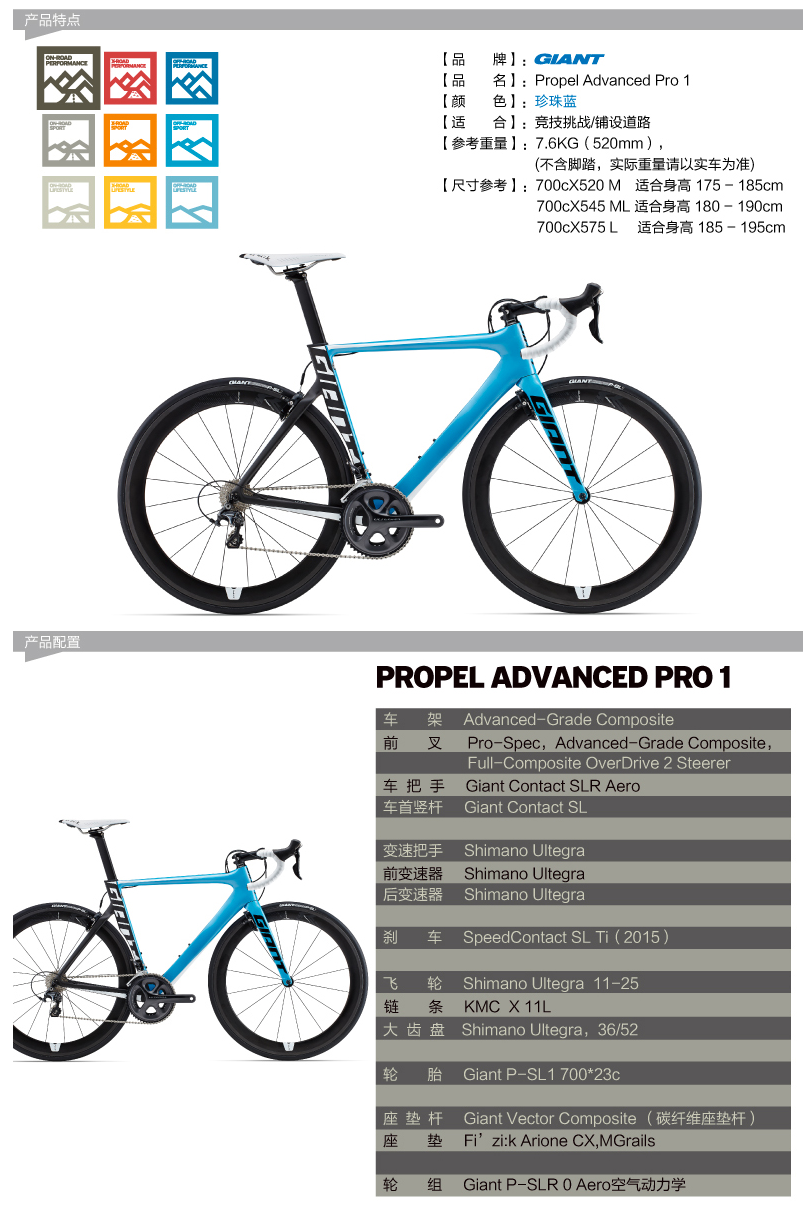 产品特点
ON-ROAD
PERFORMANCE
X-ROAD
PERFORMANCE
OFF-ROAD
PERFORMANCE
ON-ROAD
SPORT
X-ROAD
SPORT
OFF-ROAD
SPORT
ON-ROAD
LIFESTYLE
X-ROAD
LIFESTYLE
OFF-ROAD
LIFESTYLE
【品 牌】：GIANT
【品 名】：Propel Advanced Pro 1
【颜 色】：珍珠蓝
【适 合】：竞技挑战/铺设道路
【参考重量】：7.6KG（520mm），
(不含脚踏，实际重量请以实车为准)
【尺寸参考】：700cX520 M 适合身高 175 - 185cm
700cX545 ML 适合身高 180 - 190cm
700cX575 L 适合身高 185 - 195cm
GIANT P-SL1
GIANT P-SL1
GIANT
GIANT
产品配置
PROPEL ADVANCED PRO 1
车 架 Advanced-Grade Composite
前 叉 Pro-Spec，Advanced-Grade Composite，
Full-Composite OverDrive 2 Steerer
车 把 手 Giant Contact SLR Aero
车首竖杆 Giant Contact SL
变速把手 Shimano Ultegra
前变速器 Shimano Ultegra
后变速器 Shimano Ultegra
刹 车 SpeedContact SL Ti（2015）
飞 轮 Shimano Ultegra 11-25
链 条 KMC X 11L
大 齿 盘 Shimano Ultegra，36/52
轮 胎 Giant P-SL1 700*23c
座 垫 杆 Giant Vector Composite （碳纤维座垫杆）
座 垫 Fi’zi:k Arione CX,MGrails
轮 组 Giant P-SLR 0 Aero空气动力学
GIANT
GIANT